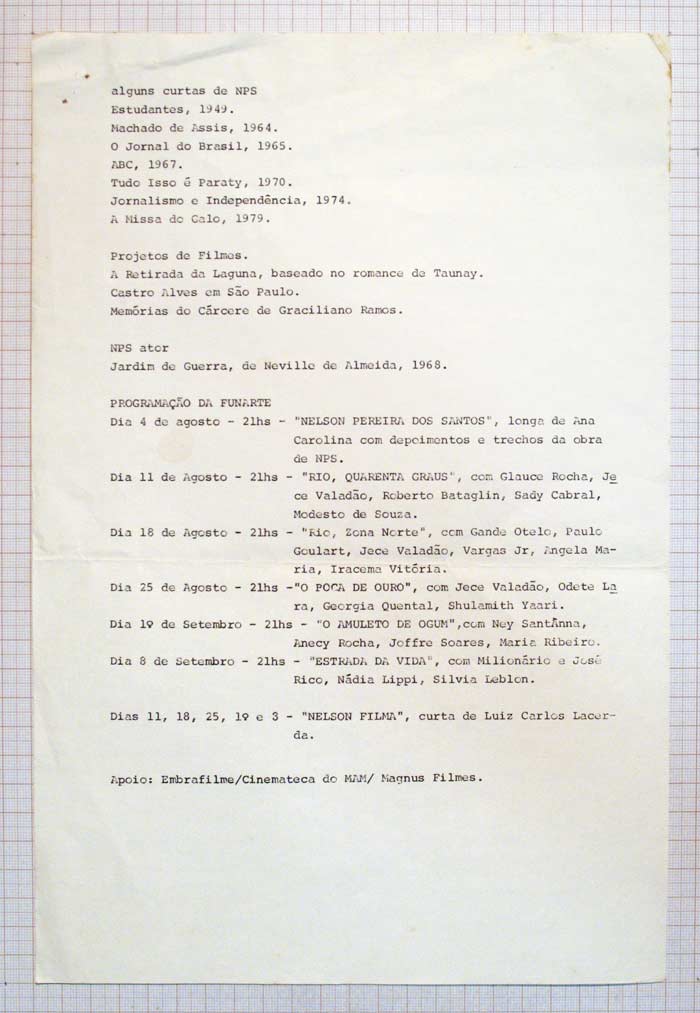 alguns curtas de NPS
Estudantes, 1949.
Machado de Assis, 1964.
O Jornal do Brasil, 1965.
ABC, 1967.
Tudo Isso é Paraty, 1970.
Jornalismo e Independência, 1974.
A Missa do Galo, 1979.
Projetos de Filmes.
A Retirada da Laguna, baseado no romance de Taunay.
Castro Alves em São Paulo.
Memórias do Cárcere de Graciliano Ramos.
NPS ator
Jardim de Guerra, de Neville de Almeida, 1968.
PROGRAMAÇÃO DA FUNARTE
Dia 4 de agosto - 21hs - "NELSON PEREIRA DOS SANTOS", longa de Ana
Carolina com depoimentos e trechos da obra
de NPS.
Dia 11 de Agosto - 21hs - "RIO, QUARENTA GRAUS", com Glauce Rocha, Je
ce Valadão, Roberto Bataglin, Sady Cabral,
Modesto de Souza.
Dia 18 de Agosto - 21hs - "Rio, Zona Norte", com Gande Otelo, Paulo
Goulart, Jece Valadão, Vargas Jr, Angela Ma-
ria, Iracema Vitória.
Dia 25 de Agosto - 21hs -"O POCA DE OURO", com Jece Valadão, Odete La
ra, Georgia Quental, Shulamith Yaari.
Dia 1º de Setembro - 21hs - "O AMULETO DE OGUM",com Ney SantÂnna,
Anecy Rocha, Joffre Soares, Maria Ribeiro.
Dia 8 de Setembro - 21hs - "ESTRADA DA VIDA", com Milionário e José
Rico, Nádia Lippi, Silvia Leblon.
Dias 11, 18, 25, 1º e 3 - "NELSON FILMA", curta de Luiz Carlos Lacer-
da.
Apoio: Embrafilme/Cinemateca do MAM/ Magnus Filmes.